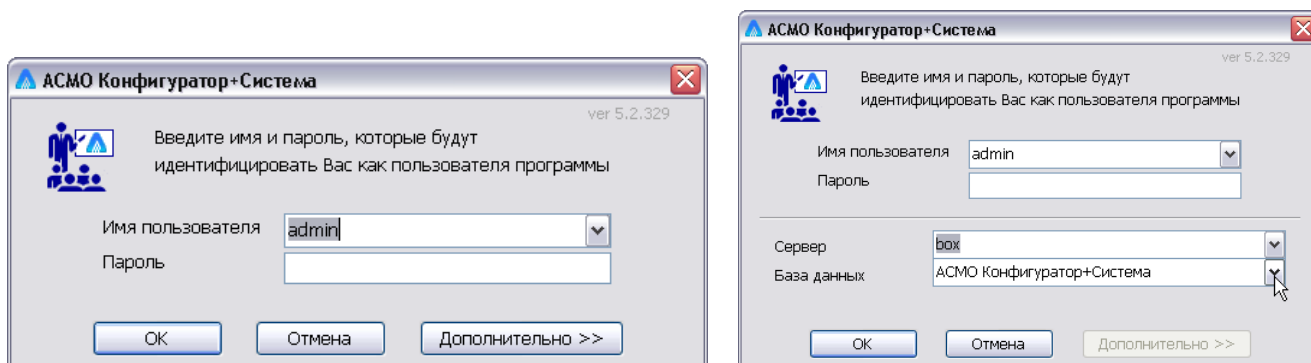 АСМО Конфигуратор+Система
ver 5.2.329
Введите имя и пароль, которые будут
идентифицировать Вас как пользователя программы
Имя пользователя admin
Пароль
ОК Отмена Дополнительно >>
АСМО Конфигуратор+Система
ver 5.2.329
Введите имя и пароль, которые будут
идентифицировать Вас как пользователя программы
Имя пользователя admin
Пароль
Сервер box
База данных АСМО Конфигуратор+Система
ОК Отмена Дополнительно >>